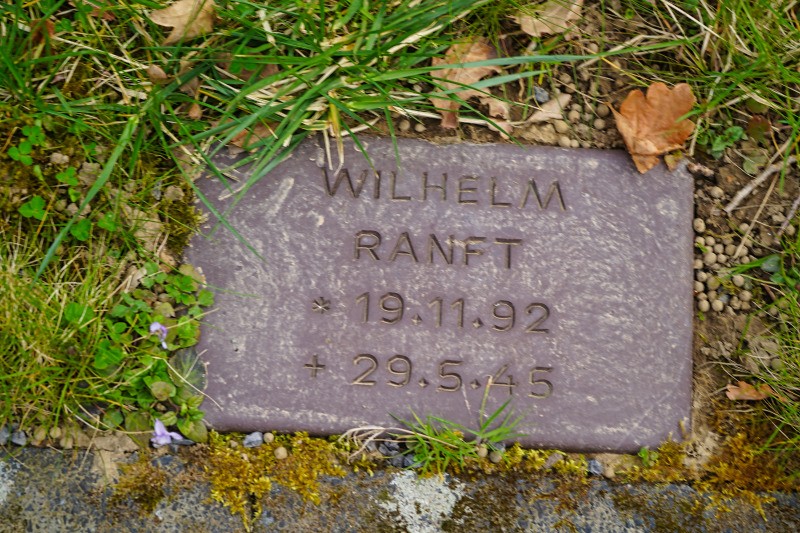 WILHELM
RANFT
* 19.11.92
+ 29.5.45